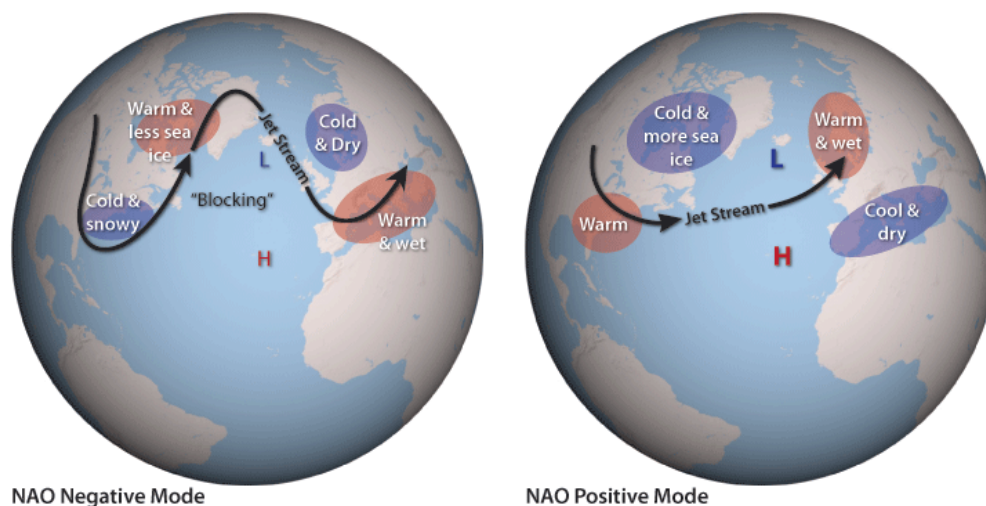 Warm &
less sea
ice
Jet Stream
Cold
& Dry
L
Cold &
snowy
"Blocking"
Warm
& wet
H
NAO Negative Mode
Cold &
more sea
ice
Warm
& wet
L
Warm
Jet Stream
Cool &
dry
H
NAO Positive Mode